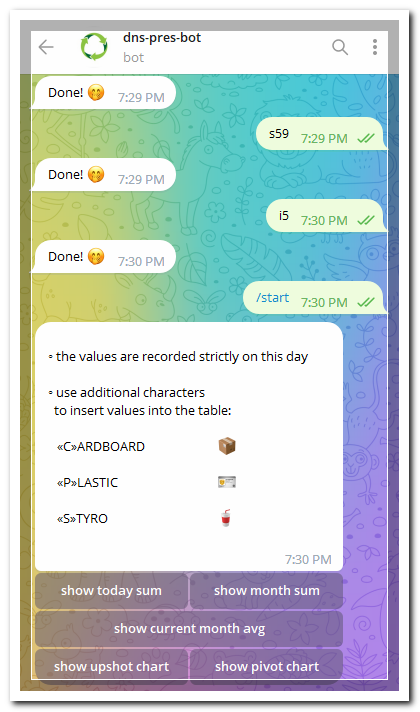 dns-pres-bot
bot
Done! 🤭 7:29 PM
s59 7:29 PM
Done! 🤭 7:29 PM
i5 7:30 PM
Done! 🤭 7:30 PM
/start 7:30 PM
▫ the values are recorded strictly on this day
▫ use additional characters
to insert values into the table:
«C»ARDBOARD 📦
«P»LASTIC 🪪
«S»TYRO 🥤
7:30 PM
show today sum show month sum
show current month avg
show upshot chart show pivot chart